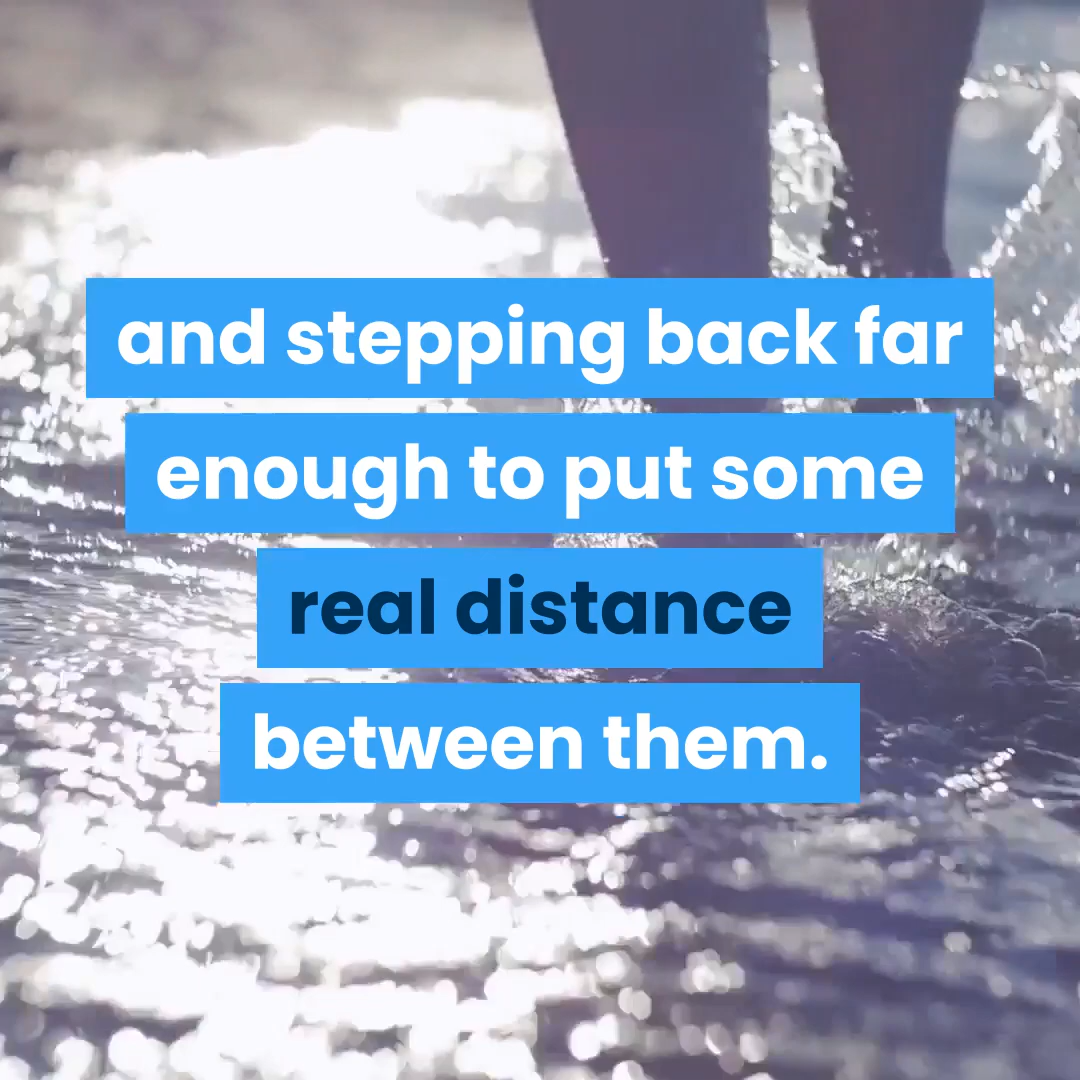 and stepping back far
enough to put some
real distance
between them.